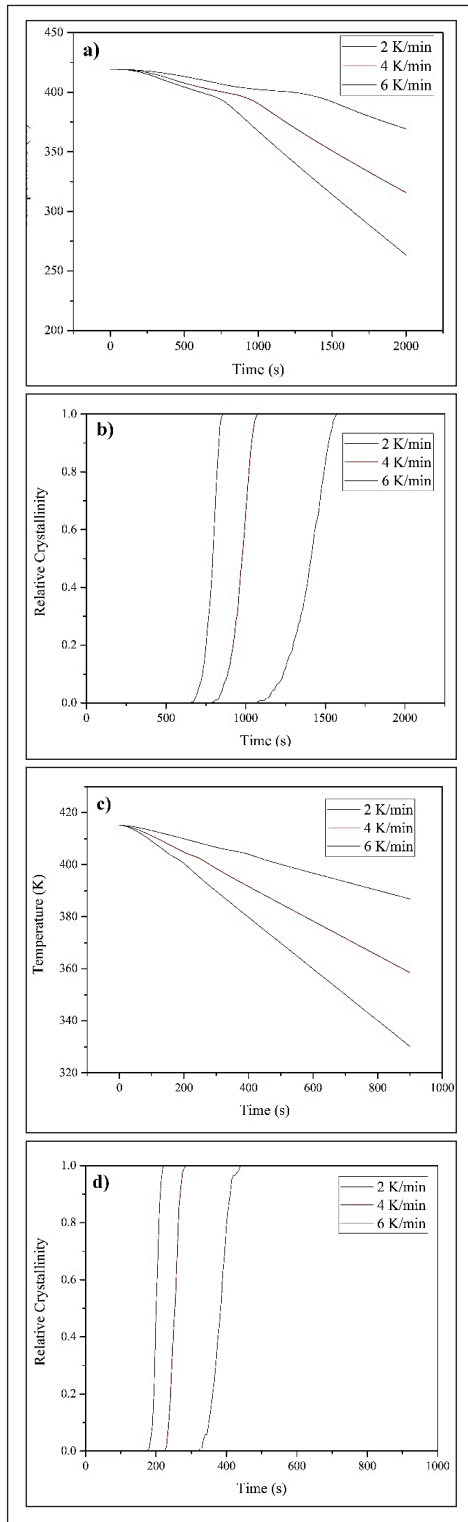 a)
2 K/min
4 K/min
6 K/min
450
400
350
300
250
200
0 500 1000 1500 2000
Time (s)
b)
2 K/min
4 K/min
6 K/min
Relative Crystallinity
1.0
0.8
0.6
0.4
0.2
0.0
0 500 1000 1500 2000
Time (s)
c)
2 K/min
4 K/min
6 K/min
Temperature (K)
420
400
380
360
340
320
0 200 400 600 800 1000
Time (s)
d)
2 K/min
4 K/min
6 K/min
Relative Crystallinity
1.0
0.8
0.6
0.4
0.2
0.0
0 200 400 600 800 1000
Time (s)